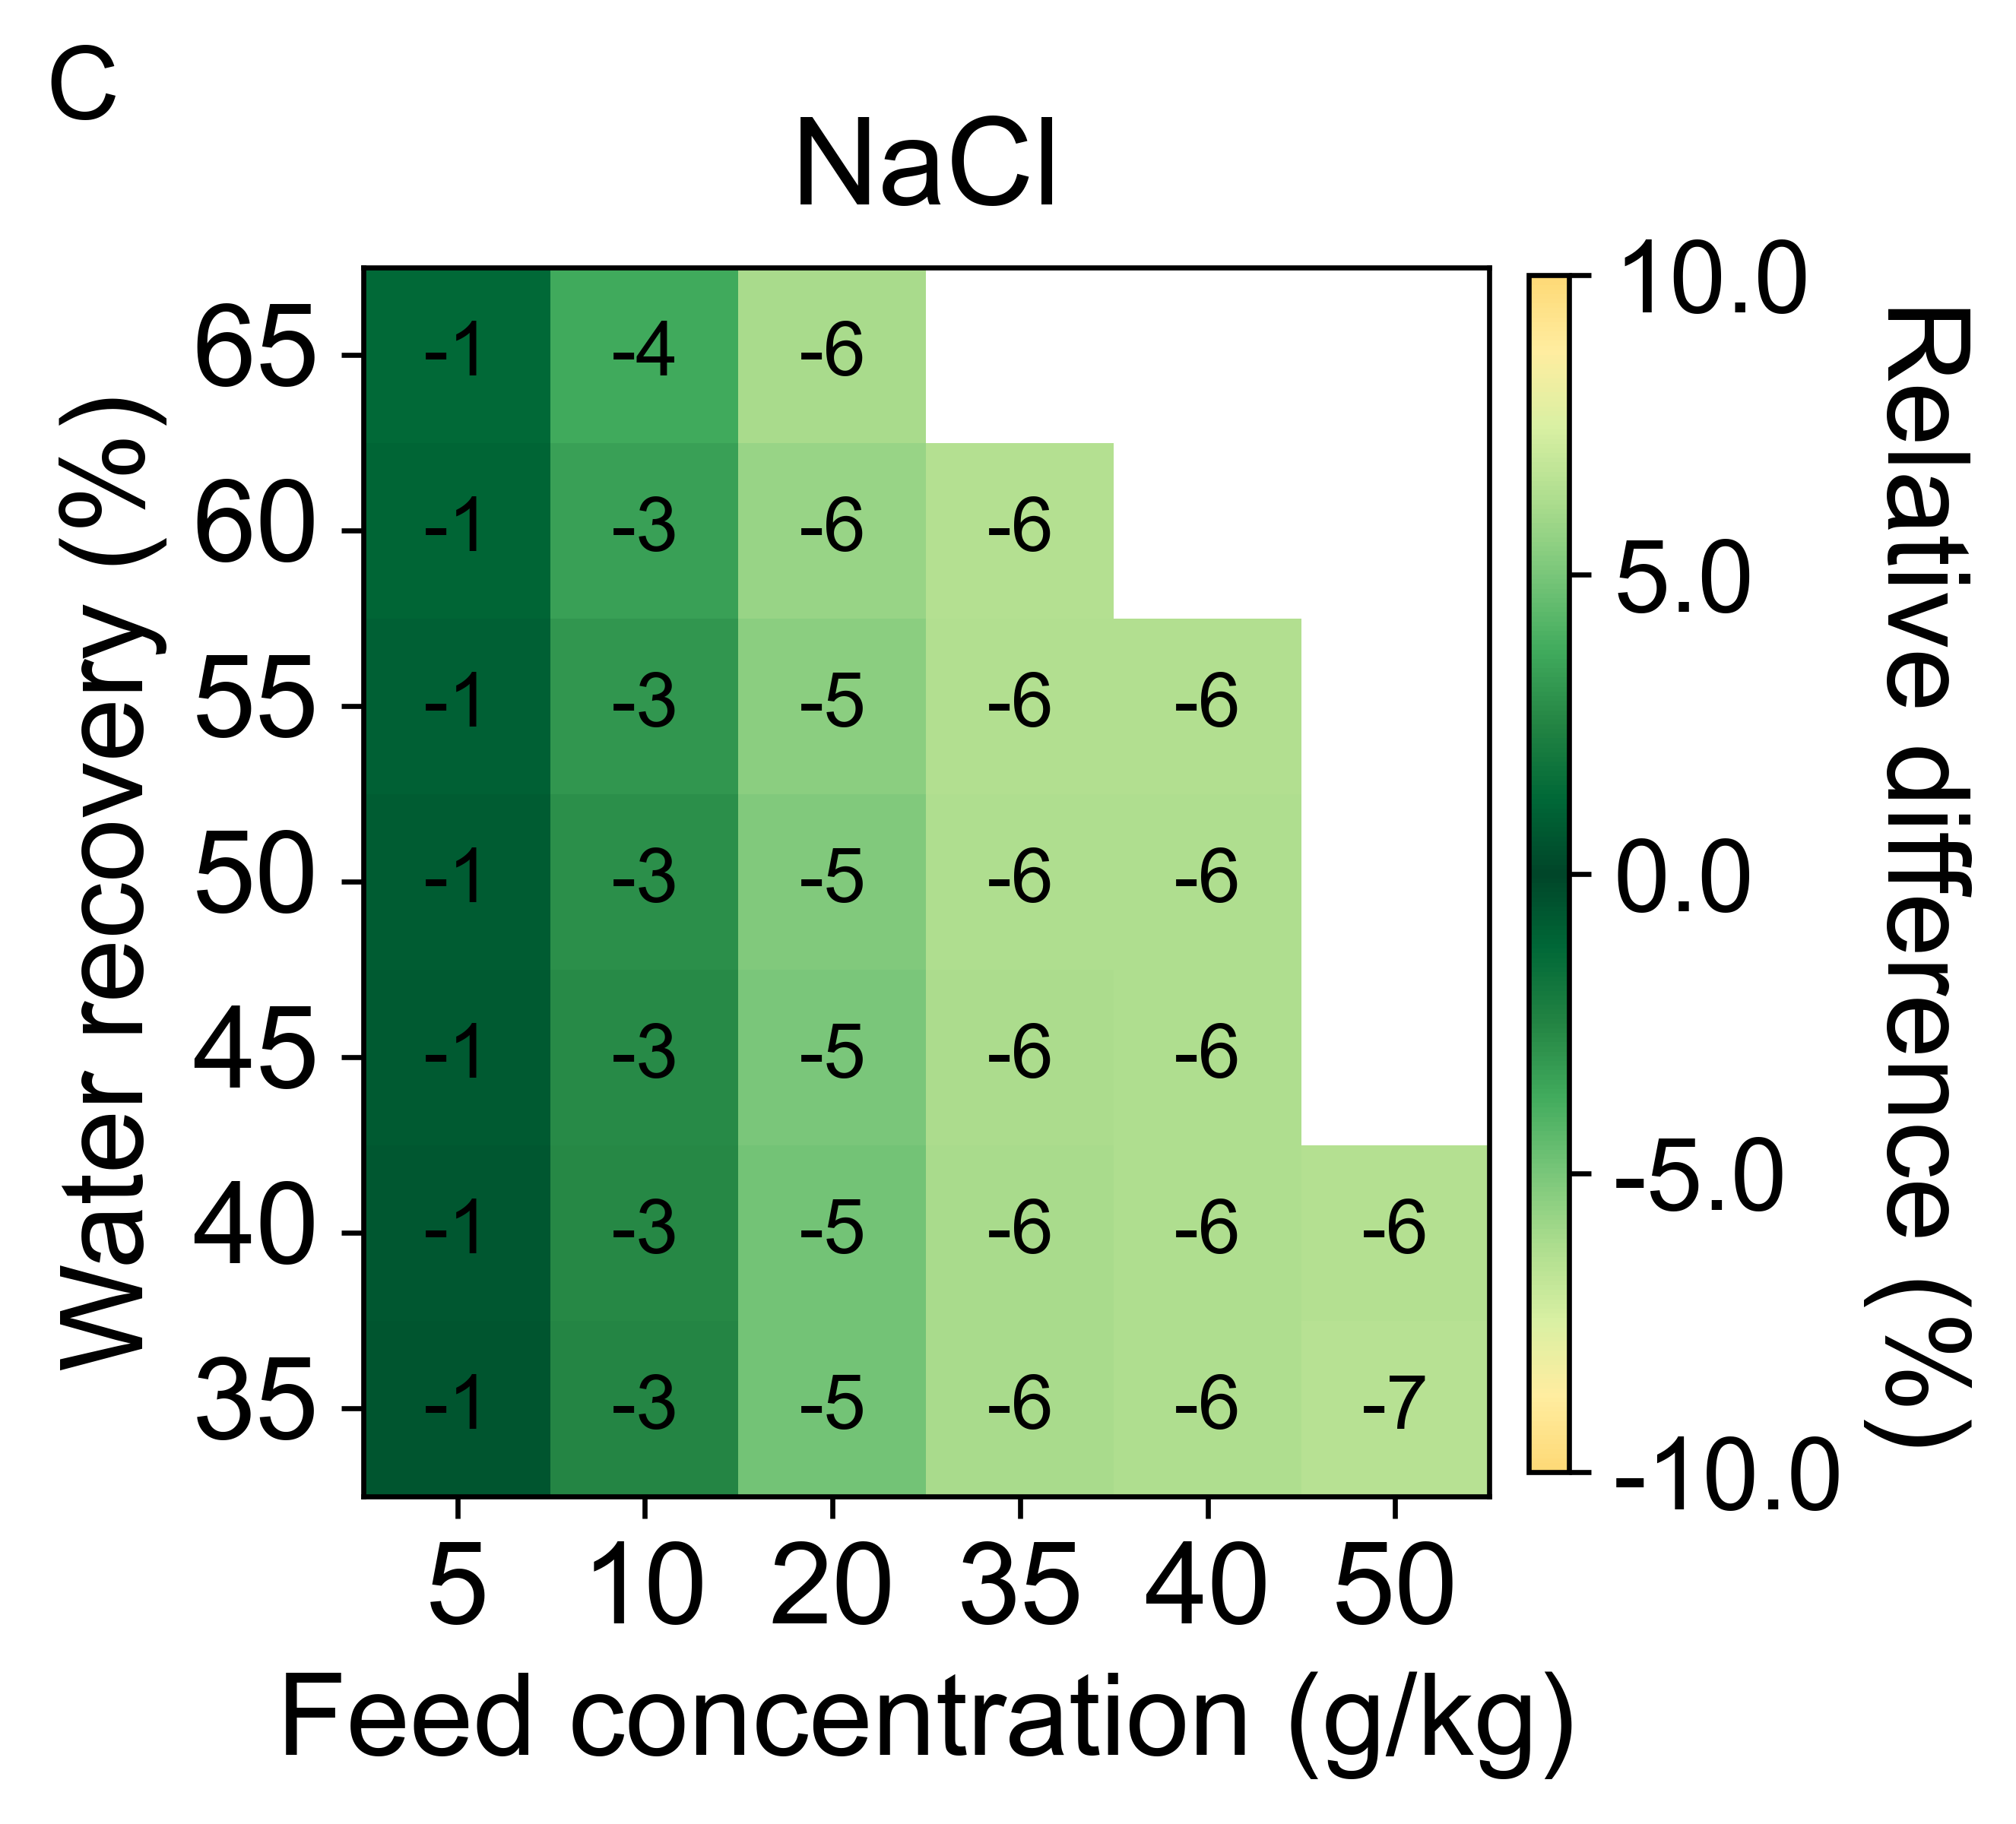 C
NaCl
65 -1 -4 -6
60 -1 -3 -6 -6
55 -1 -3 -5 -6 -6
50 -1 -3 -5 -6 -6
45 -1 -3 -5 -6 -6
40 -1 -3 -5 -6 -6 -6
35 -1 -3 -5 -6 -6 -7
5 10 20 35 40 50
Feed concentration (g/kg)
Water recovery (%)
10.0
5.0
0.0
-5.0
-10.0
Relative difference (%)